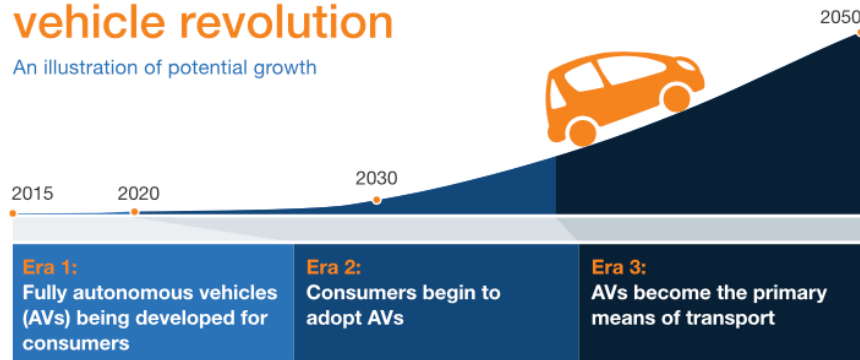 vehicle revolution
An illustration of potential growth
2050
2015
2020
2030
Era 1:
Fully autonomous vehicles
(AVs) being developed for
consumers
Era 2:
Consumers begin to
adopt AVs
Era 3:
AVs become the primary
means of transport